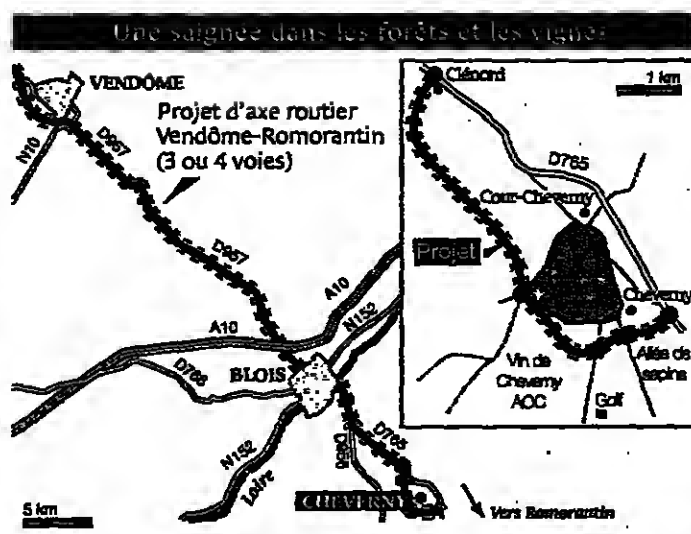 Une saignée dans les forêts et les vignes
VENDÔME
Projet d'axe routier
Vendôme-Romorantin
(3 ou 4 voies)
N10
D957
D957
A10
A10
N152
D766
BLOIS
N152
Loire
D956
D765
CHEVERNY
5 km
Vers Romorantin
Clénord
1 km
D765
Cour-Cheverny
Projet
Cheverny
Vin de
Cheverny
AOC
Allée de
sapins
Golf